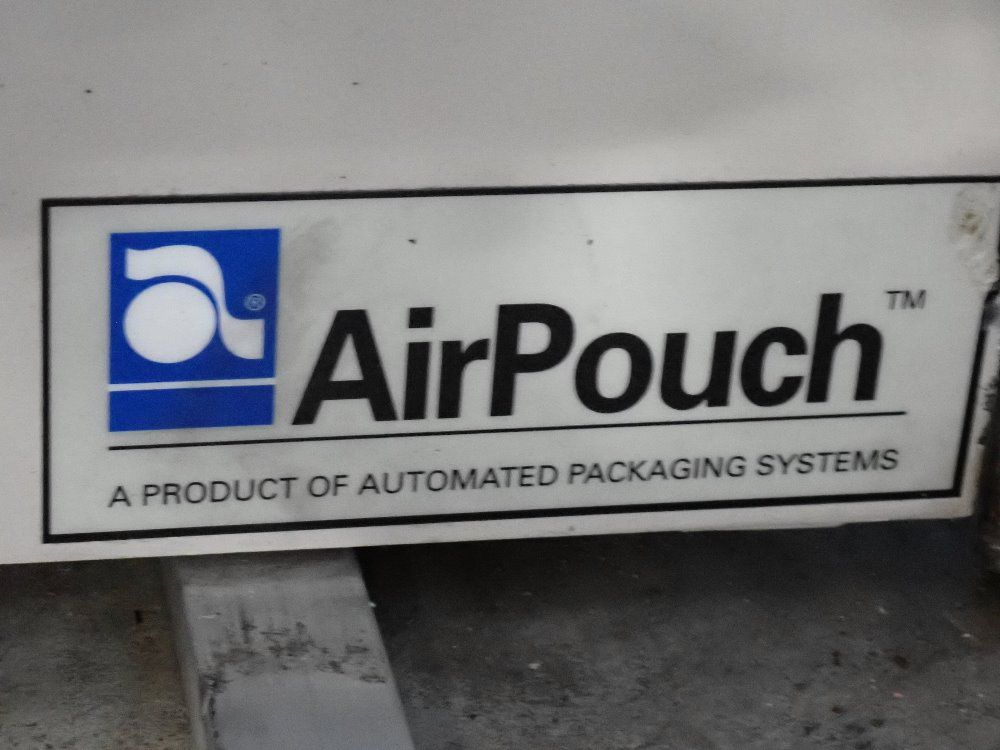 a®
AirPouch™
A PRODUCT OF AUTOMATED PACKAGING SYSTEMS